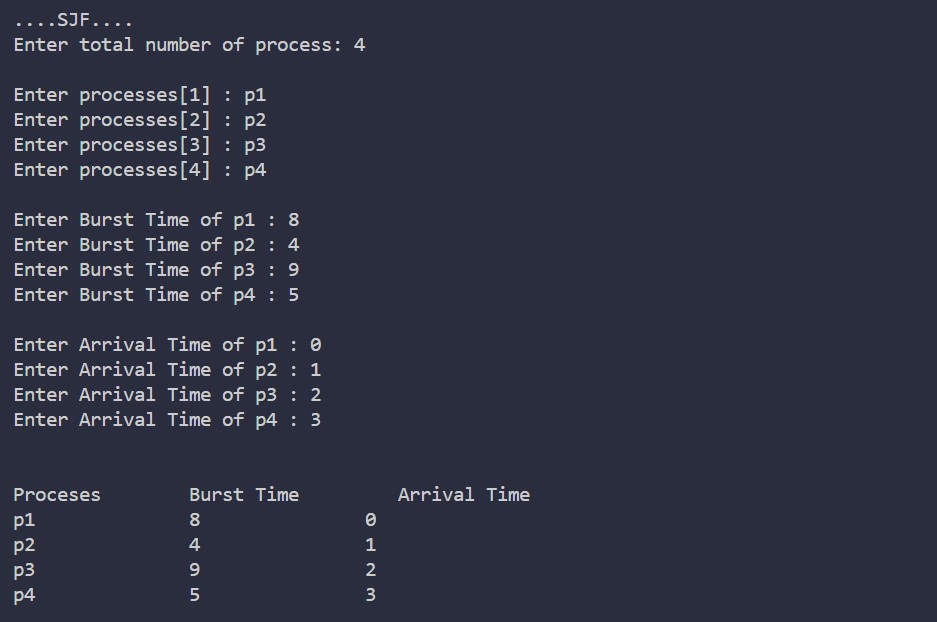 ....SJF....
Enter total number of process: 4
Enter processes[1] : p1
Enter processes[2] : p2
Enter processes[3] : p3
Enter processes[4] : p4
Enter Burst Time of p1 : 8
Enter Burst Time of p2 : 4
Enter Burst Time of p3 : 9
Enter Burst Time of p4 : 5
Enter Arrival Time of p1 : 0
Enter Arrival Time of p2 : 1
Enter Arrival Time of p3 : 2
Enter Arrival Time of p4 : 3
Proceses        Burst Time         Arrival Time
p1              8               0
p2              4               1
p3              9               2
p4              5               3